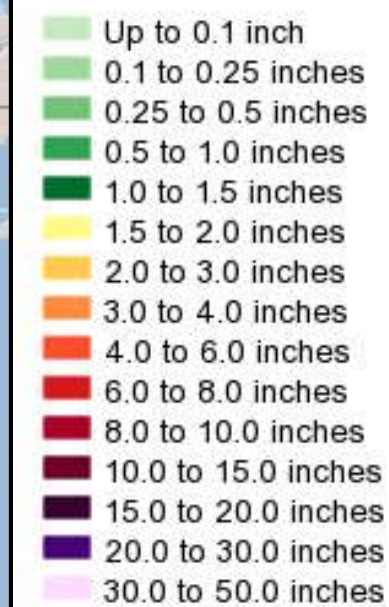 Up to 0.1 inch
0.1 to 0.25 inches
0.25 to 0.5 inches
0.5 to 1.0 inches
1.0 to 1.5 inches
1.5 to 2.0 inches
2.0 to 3.0 inches
3.0 to 4.0 inches
4.0 to 6.0 inches
6.0 to 8.0 inches
8.0 to 10.0 inches
10.0 to 15.0 inches
15.0 to 20.0 inches
20.0 to 30.0 inches
30.0 to 50.0 inches